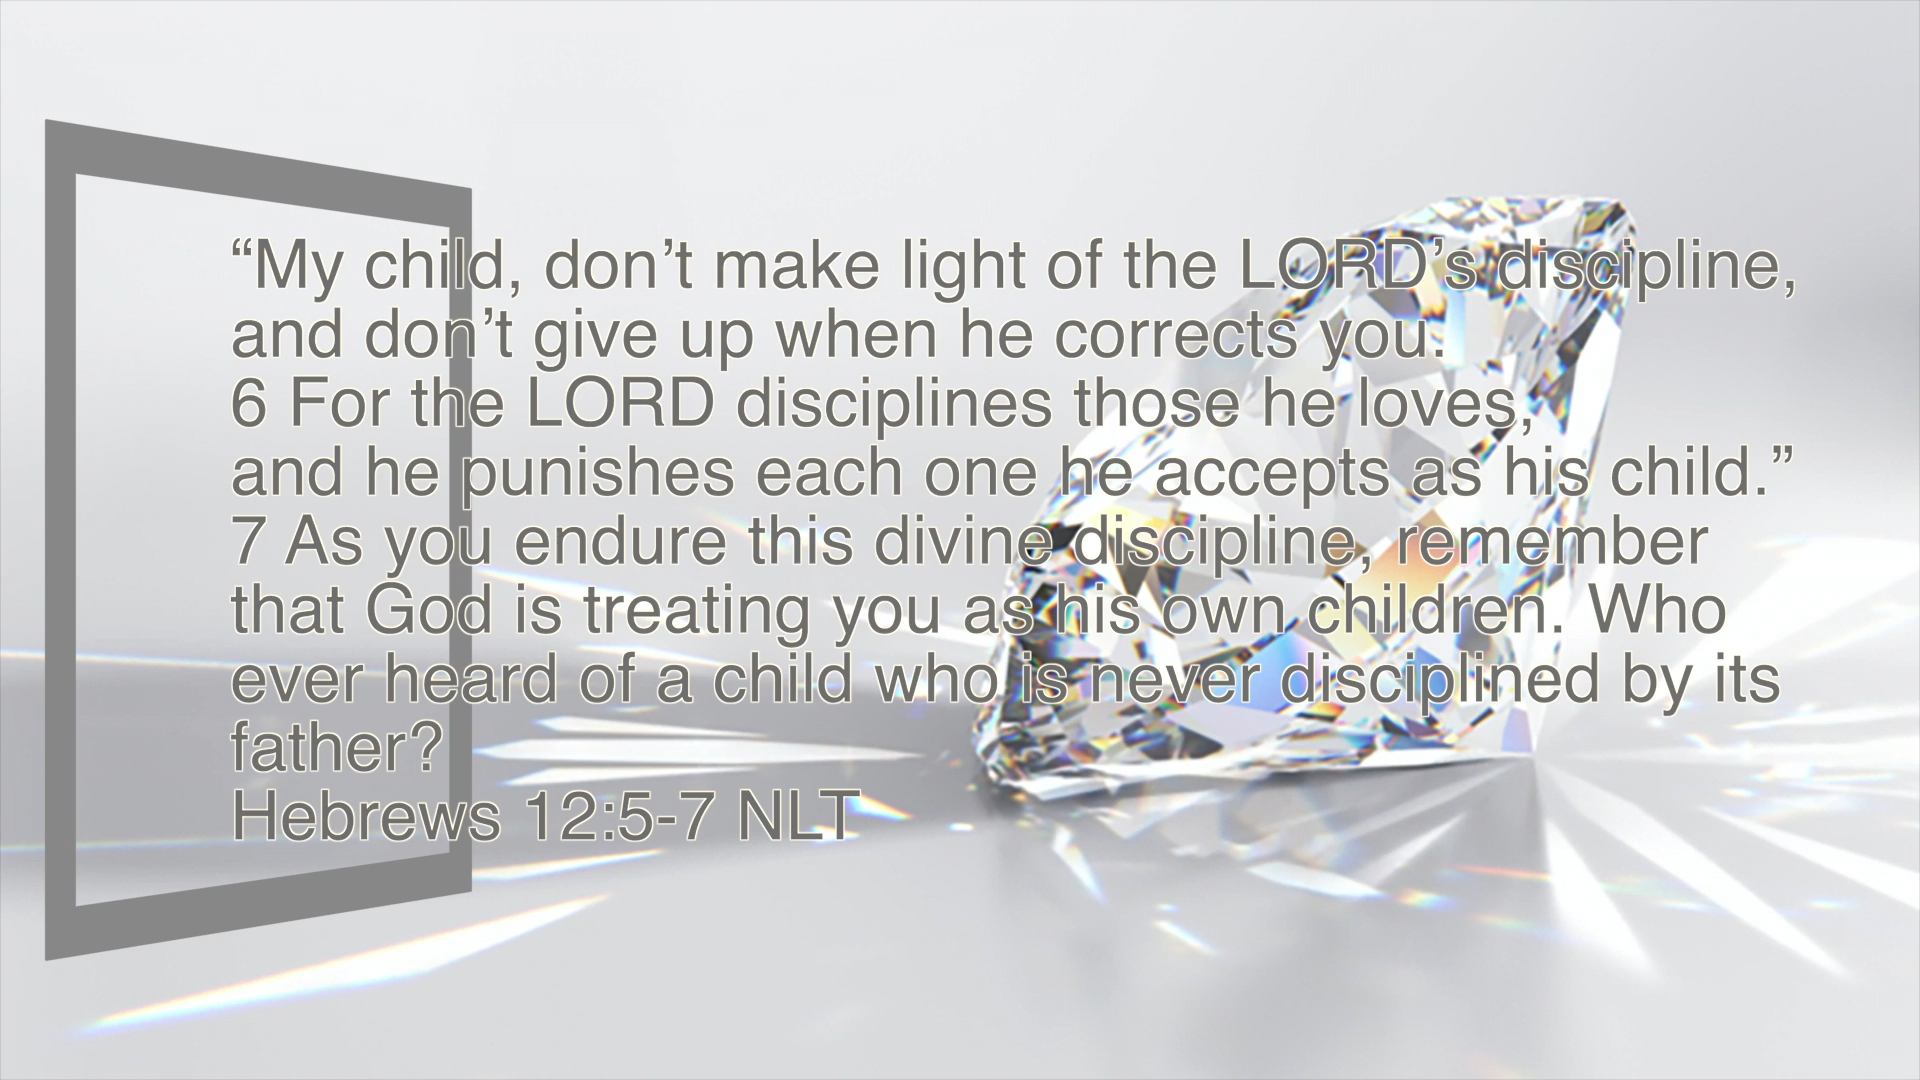 “My child, don’t make light of the LORD’s discipline,
and don’t give up when he corrects you.
6 For the LORD disciplines those he loves,
and he punishes each one he accepts as his child.”
7 As you endure this divine discipline, remember
that God is treating you as his own children. Who
ever heard of a child who is never disciplined by its
father?
Hebrews 12:5-7 NLT